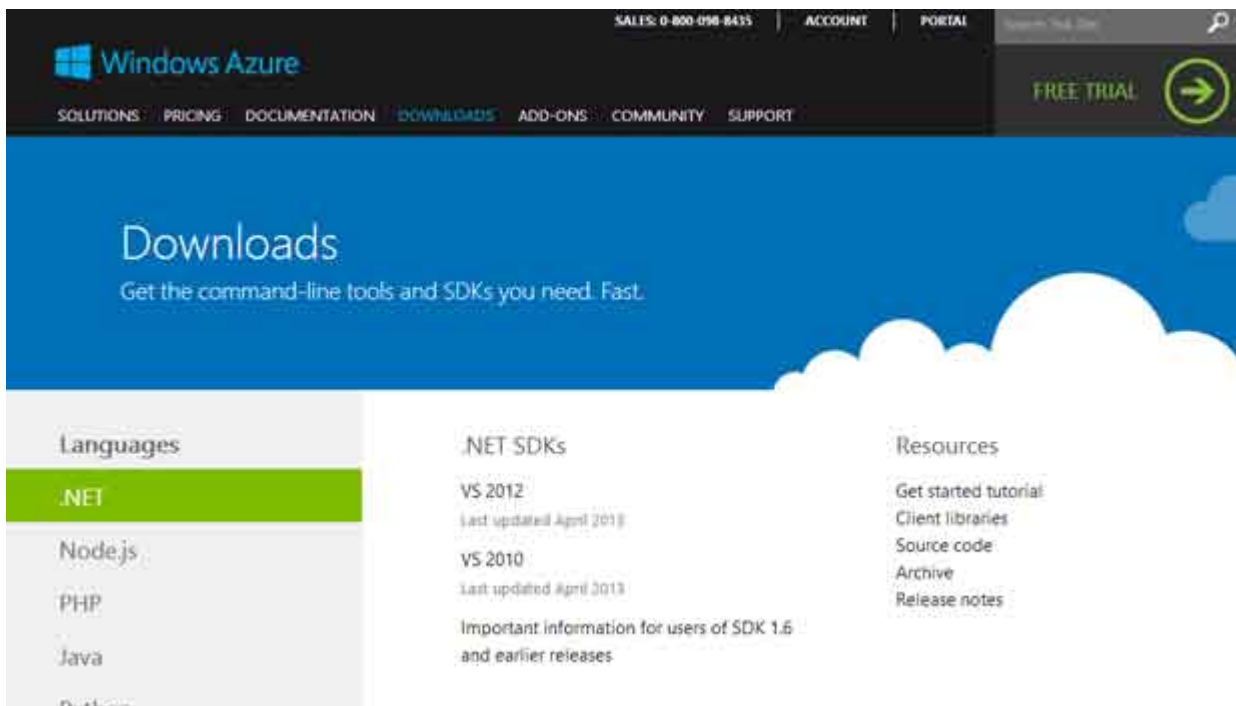 SALES: 0-800-098-8435 | ACCOUNT | PORTAL
Windows Azure
FREE TRIAL
SOLUTIONS PRICING DOCUMENTATION DOWNLOADS ADD-ONS COMMUNITY SUPPORT
Downloads
Get the command-line tools and SDKs you need. Fast.
Languages
.NET
Node.js
PHP
Java
Python
.NET SDKs
VS 2012
Last updated April 2013
VS 2010
Last updated April 2013
Important information for users of SDK 1.6
and earlier releases
Resources
Get started tutorial
Client libraries
Source code
Archive
Release notes